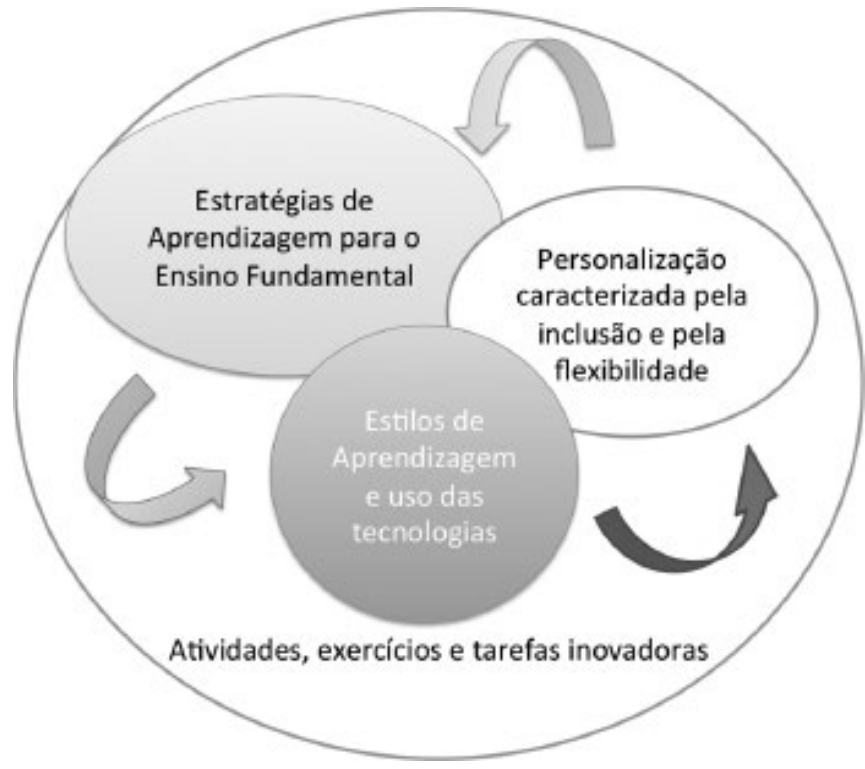 Estratégias de
Aprendizagem para o
Ensino Fundamental
Personalização
caracterizada pela
inclusão e pela
flexibilidade
Estilos de
Aprendizagem
e uso das
tecnologias
Atividades, exercícios e tarefas inovadoras